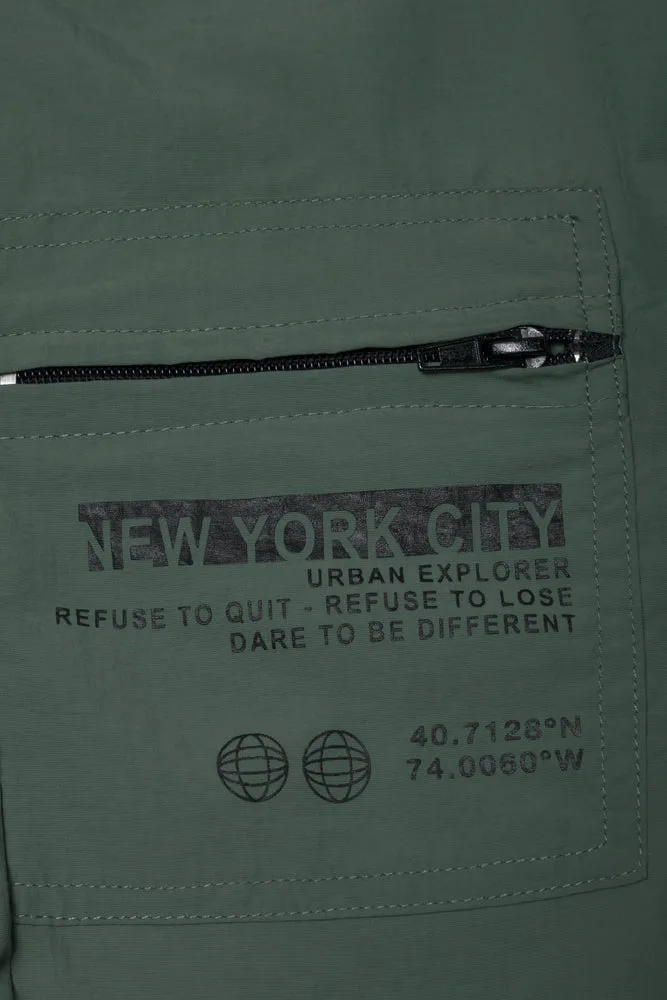 NEW YORK CITY
URBAN EXPLORER
REFUSE TO QUIT - REFUSE TO LOSE
DARE TO BE DIFFERENT
40.7128°N
74.0060°W